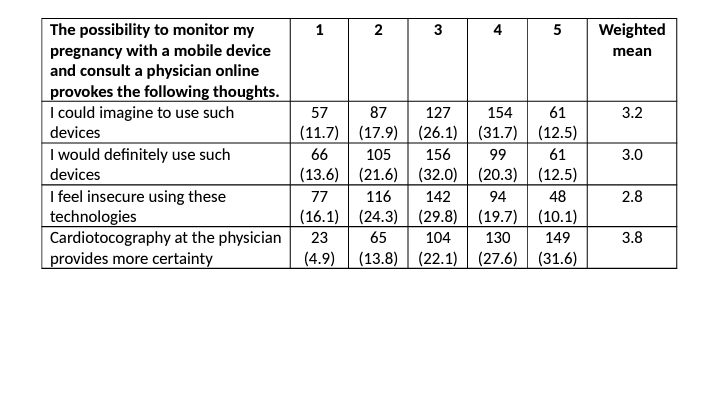 The possibility to monitor my 1 2 3 4 5 Weighted
pregnancy with a mobile device mean
and consult a physician online
provokes the following thoughts.
I could imagine to use such 57 87 127 154 61 3.2
devices (11.7) (17.9) (26.1) (31.7) (12.5)
I would definitely use such 66 105 156 99 61 3.0
devices (13.6) (21.6) (32.0) (20.3) (12.5)
I feel insecure using these 77 116 142 94 48 2.8
technologies (16.1) (24.3) (29.8) (19.7) (10.1)
Cardiotocography at the physician 23 65 104 130 149 3.8
provides more certainty (4.9) (13.8) (22.1) (27.6) (31.6)